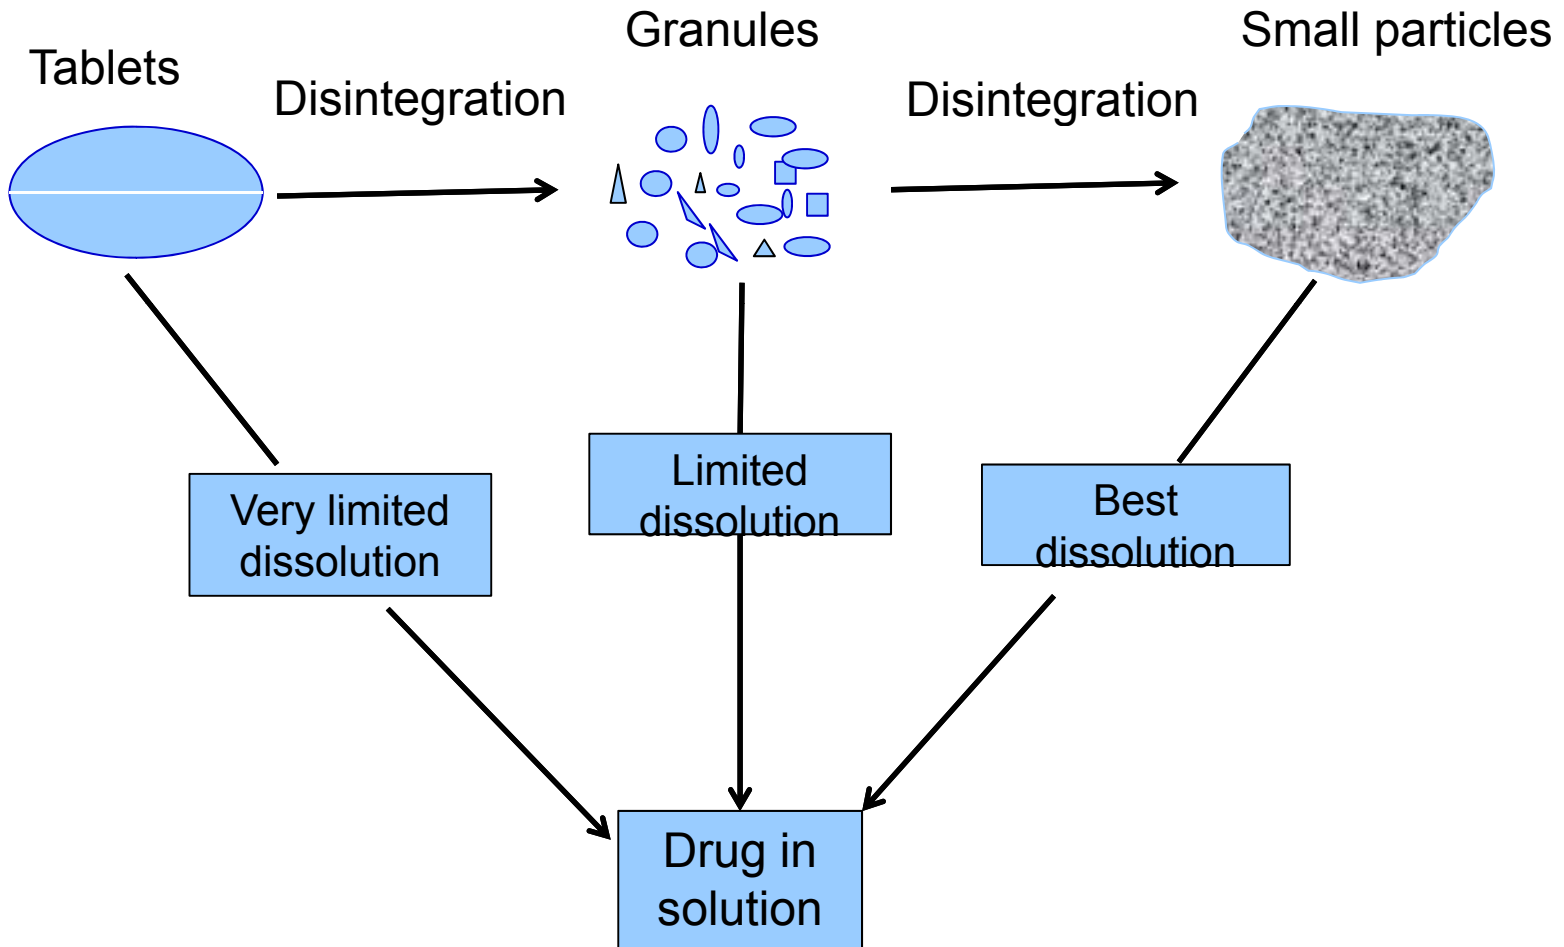 Tablets
Disintegration
Granules
Disintegration
Small particles
Very limited
dissolution
Limited
dissolution
Best
dissolution
Drug in
solution